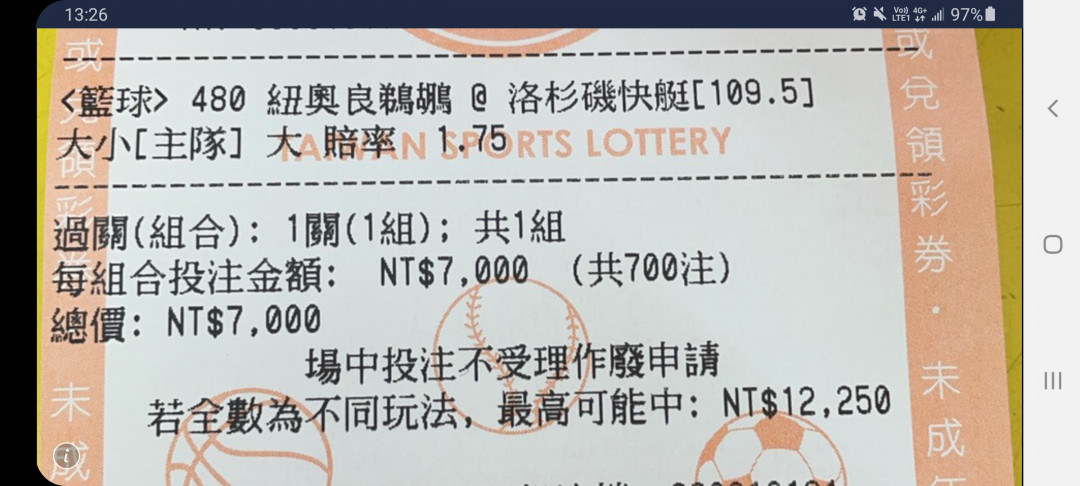 13:26
Vo)) 4G+ LTE1 97%
<籃球> 480 紐奧良鵜鶘 @ 洛杉磯快艇[109.5]
大小[主隊] 大 賠率 1.75
TAIWAN SPORTS LOTTERY
過關(組合): 1關(1組); 共1組
每組合投注金額: NT$7,000 (共700注)
總價: NT$7,000
場中投注不受理作廢申請
若全數為不同玩法, 最高可能中: NT$12,250
或兌領彩券・未成